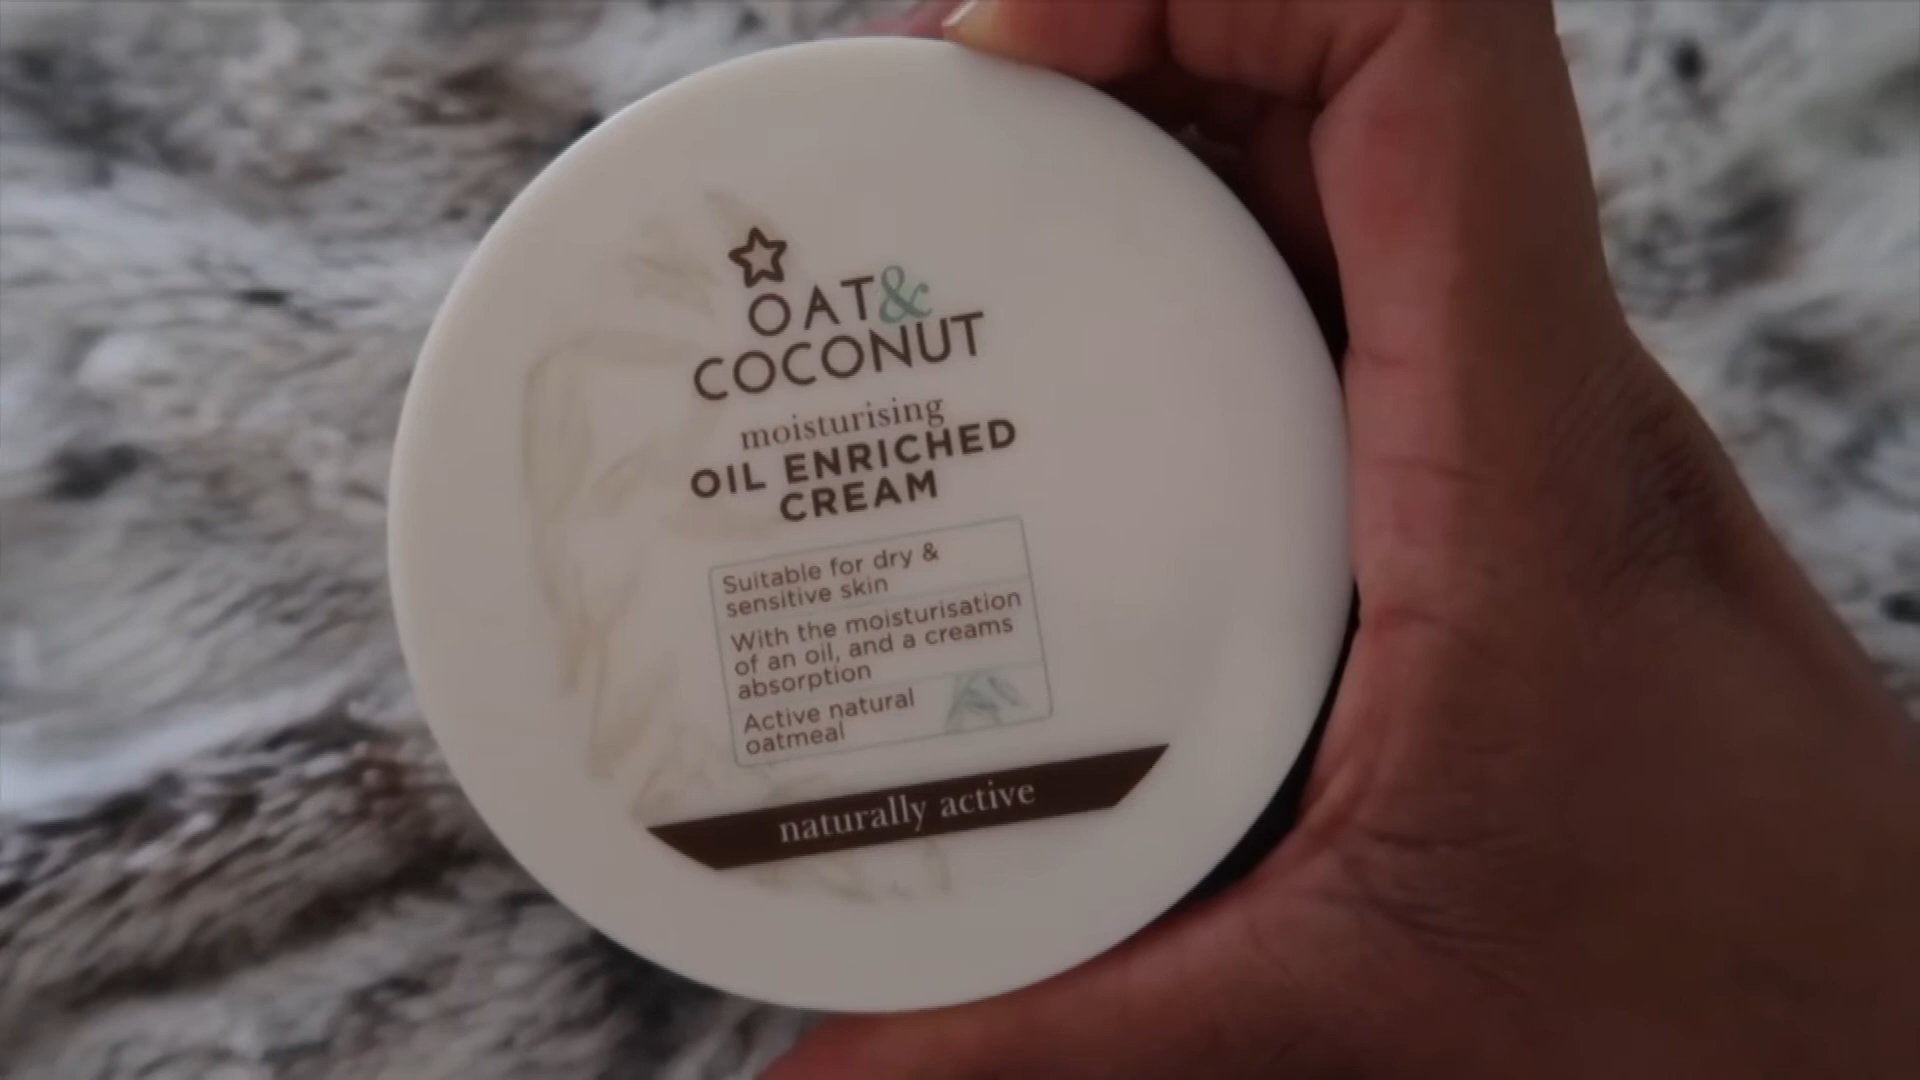 OAT&
COCONUT
moisturising
OIL ENRICHED
CREAM
Suitable for dry &
sensitive skin
With the moisturisation
of an oil, and a creams
absorption
Active natural
oatmeal
naturally active